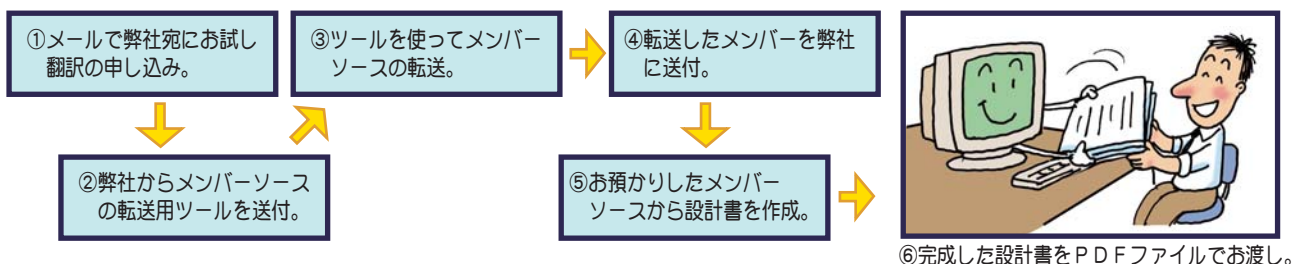 ①メールで弊社宛にお試し
翻訳の申し込み。
②弊社からメンバーソース
の転送用ツールを送付。
③ツールを使ってメンバー
ソースの転送。
④転送したメンバーを弊社
に送付。
⑤お預かりしたメンバー
ソースから設計書を作成。
⑥完成した設計書をＰＤＦファイルでお渡し。